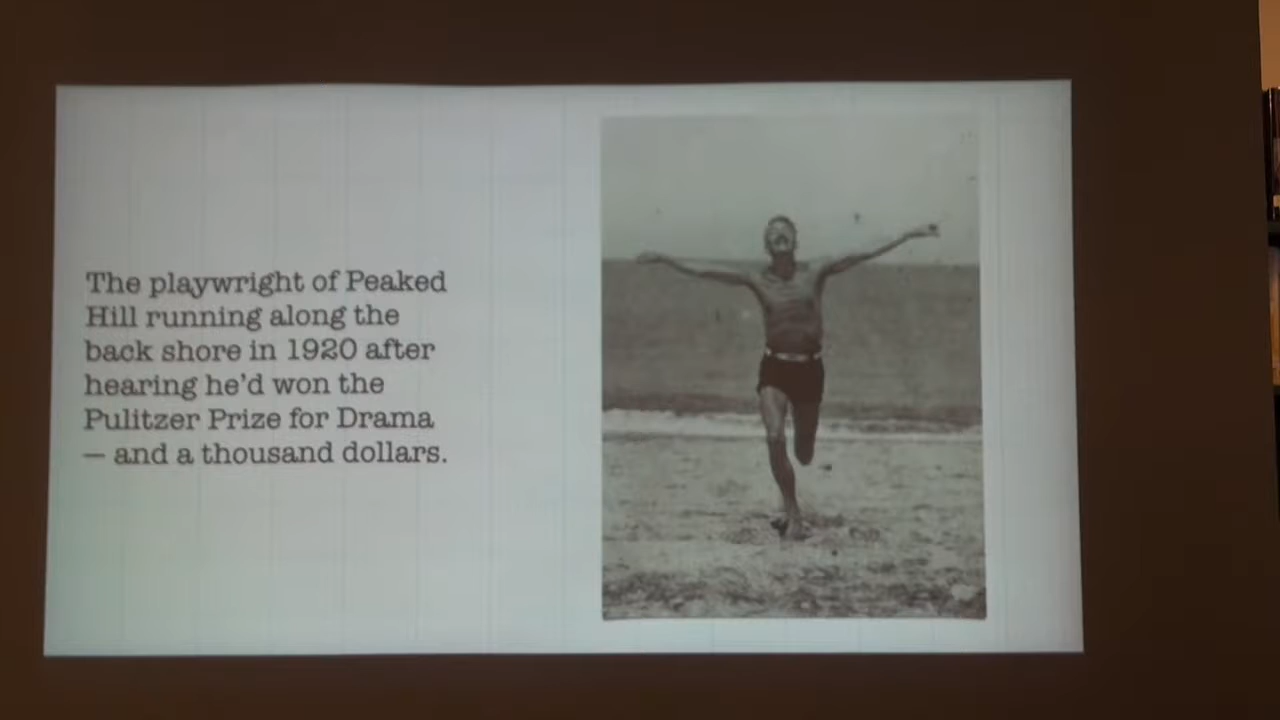 The playwright of Peaked
Hill running along the
back shore in 1920 after
hearing he'd won the
Pulitzer Prize for Drama
— and a thousand dollars.